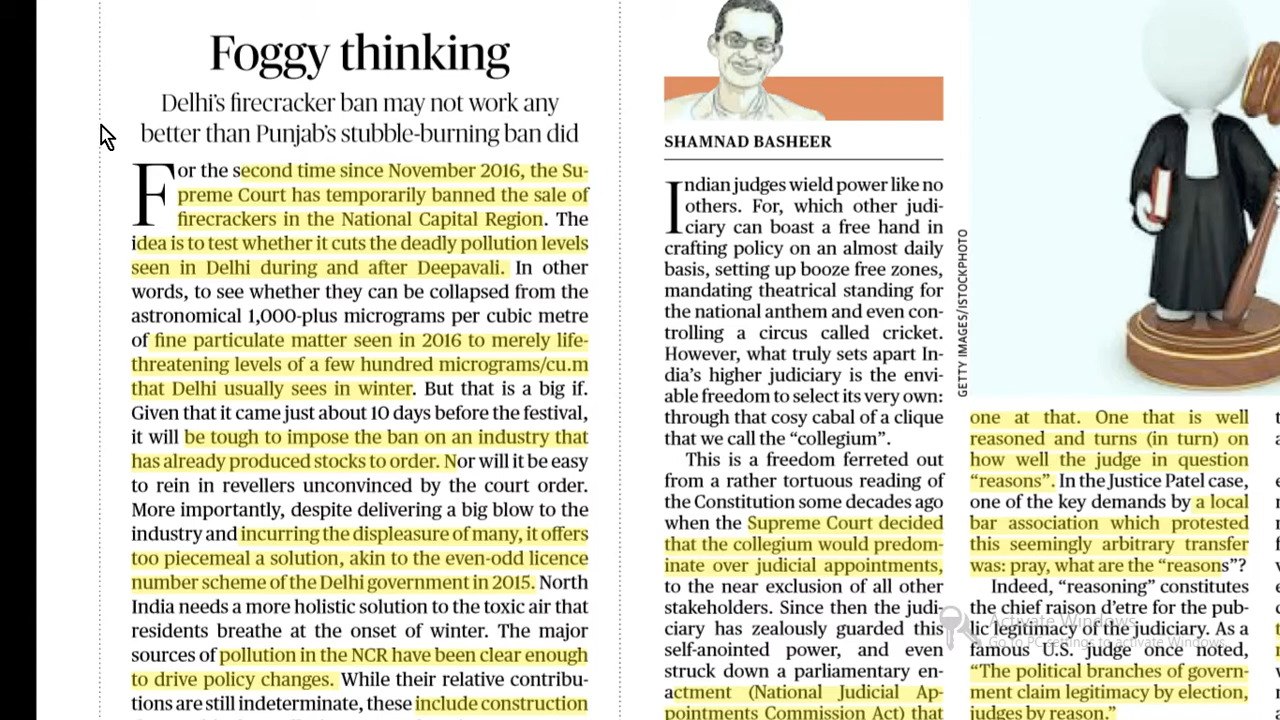 Foggy thinking
Delhi's firecracker ban may not work any
better than Punjab's stubble-burning ban did
For the second time since November 2016, the Su-
preme Court has temporarily banned the sale of
firecrackers in the National Capital Region. The
idea is to test whether it cuts the deadly pollution levels
seen in Delhi during and after Deepavali. In other
words, to see whether they can be collapsed from the
astronomical 1,000-plus micrograms per cubic metre
of fine particulate matter seen in 2016 to merely life-
threatening levels of a few hundred micrograms/cu.m
that Delhi usually sees in winter. But that is a big if.
Given that it came just about 10 days before the festival,
it will be tough to impose the ban on an industry that
has already produced stocks to order. Nor will it be easy
to rein in revellers unconvinced by the court order.
More importantly, despite delivering a big blow to the
industry and incurring the displeasure of many, it offers
too piecemeal a solution, akin to the even-odd licence
number scheme of the Delhi government in 2015. North
India needs a more holistic solution to the toxic air that
residents breathe at the onset of winter. The major
sources of pollution in the NCR have been clear enough
to drive policy changes. While their relative contribu-
tions are still indeterminate, these include construction
SHAMNAD BASHEER
Indian judges wield power like no
others. For, which other judi-
ciary can boast a free hand in
crafting policy on an almost daily
basis, setting up booze free zones,
mandating theatrical standing for
the national anthem and even con-
trolling a circus called cricket.
However, what truly sets apart In-
dia's higher judiciary is the envi-
able freedom to select its very own:
through that cosy cabal of a clique
that we call the "collegium".
This is a freedom ferreted out
from a rather tortuous reading of
the Constitution some decades ago
when the Supreme Court decided
that the collegium would predom-
inate over judicial appointments,
to the near exclusion of all other
stakeholders. Since then the judi-
ciary has zealously guarded this
self-anointed power, and even
struck down a parliamentary en-
actment (National Judicial Ap-
pointments Commission Act) that
GETTY IMAGES/ISTOCKPHOTO
one at that. One that is well
reasoned and turns (in turn) on
how well the judge in question
"reasons". In the Justice Patel case,
one of the key demands by a local
bar association which protested
this seemingly arbitrary transfer
was: pray, what are the "reasons"?
Indeed, "reasoning" constitutes
the chief raison d'etre for the pub-
lic legitimacy of the judiciary. As a
famous U.S. judge once noted,
"The political branches of govern-
ment claim legitimacy by election,
judges by reason."
Activate Windows
Go to PC settings to activate Windows.